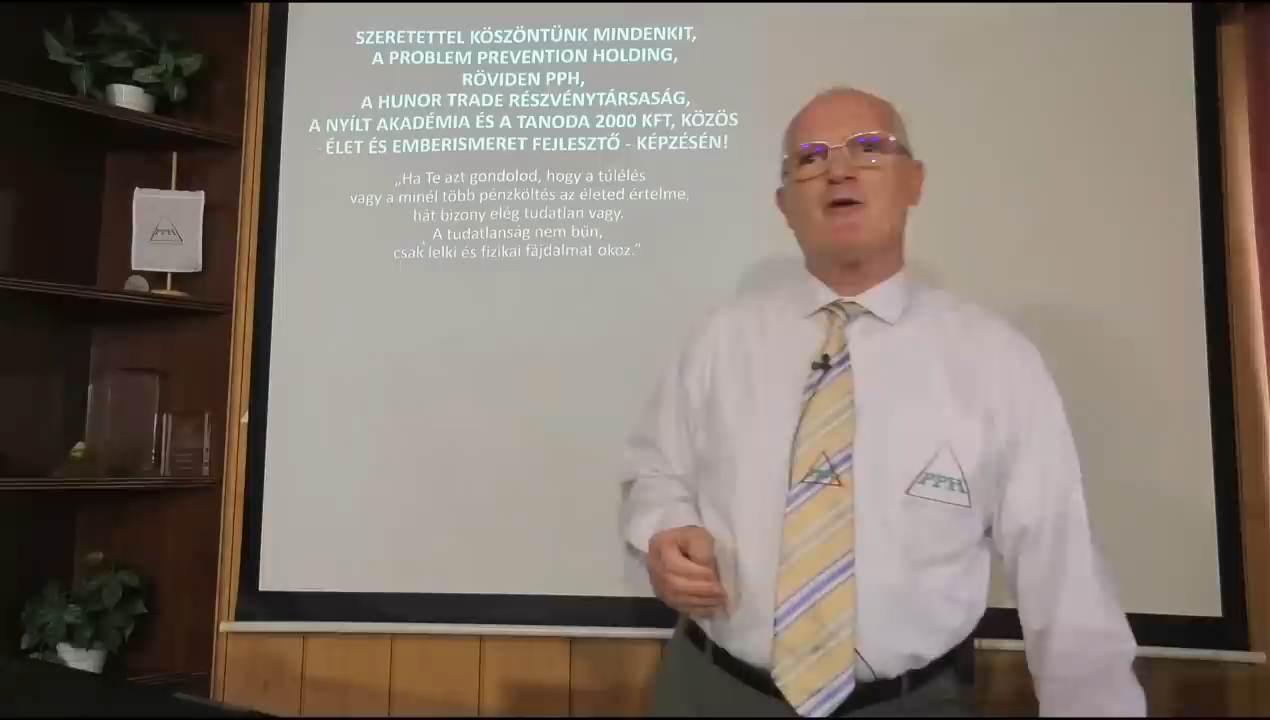 SZERETETTEL KÖSZÖNTÜNK MINDENKIT,
A PROBLEM PREVENTION HOLDING,
RÖVIDEN PPH,
A HUNOR TRADE RÉSZVÉNYTÁRSASÁG,
A NYÍLT AKADÉMIA ÉS A TANODA 2000 KFT, KÖZÖS
- ÉLET ÉS EMBERISMERET FEJLESZTŐ - KÉPZÉSÉN!
„Ha Te azt gondolod, hogy a túlélés
vagy a minél több pénzköltés az életed értelme,
hát bizony elég tudatlan vagy.
A tudatlanság nem bűn,
csak lelki és fizikai fájdalmat okoz.”
PPH
PPH
PPH